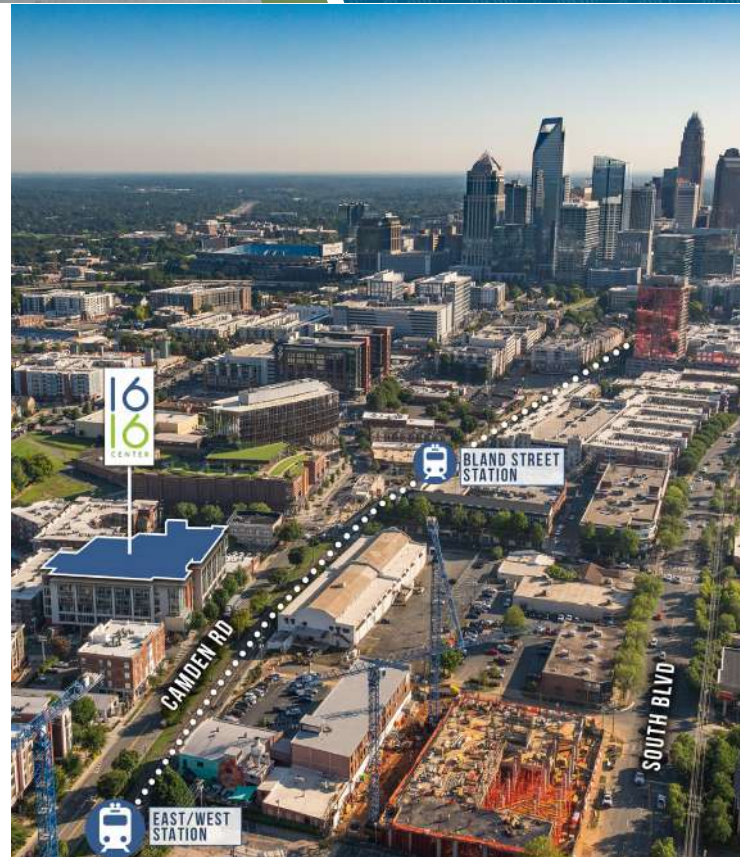 16
16
CENTER
BLAND STREET
STATION
CAMDEN RD
SOUTH BLVD
EAST/WEST
STATION